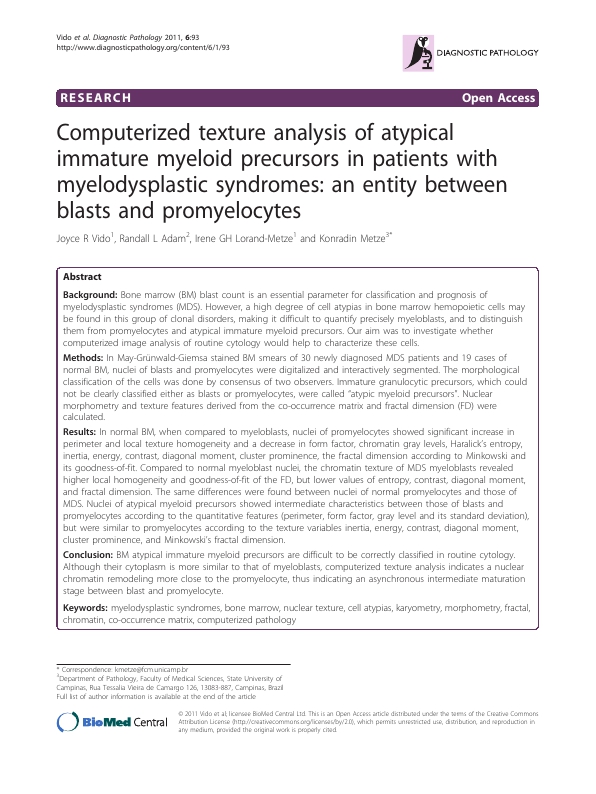 Vido et al. Diagnostic Pathology 2011, 6:93
http://www.diagnosticpathology.org/content/6/1/93
DIAGNOSTIC PATHOLOGY
RESEARCH Open Access
Computerized texture analysis of atypical
immature myeloid precursors in patients with
myelodysplastic syndromes: an entity between
blasts and promyelocytes
Joyce R Vido1, Randall L Adam2, Irene GH Lorand-Metze1 and Konradin Metze3*
Abstract
Background: Bone marrow (BM) blast count is an essential parameter for classification and prognosis of
myelodysplastic syndromes (MDS). However, a high degree of cell atypias in bone marrow hemopoietic cells may
be found in this group of clonal disorders, making it difficult to quantify precisely myeloblasts, and to distinguish
them from promyelocytes and atypical immature myeloid precursors. Our aim was to investigate whether
computerized image analysis of routine cytology would help to characterize these cells.
Methods: In May-Grünwald-Giemsa stained BM smears of 30 newly diagnosed MDS patients and 19 cases of
normal BM, nuclei of blasts and promyelocytes were digitalized and interactively segmented. The morphological
classification of the cells was done by consensus of two observers. Immature granulocytic precursors, which could
not be clearly classified either as blasts or promyelocytes, were called "atypic myeloid precursors". Nuclear
morphometry and texture features derived from the co-occurrence matrix and fractal dimension (FD) were
calculated.
Results: In normal BM, when compared to myeloblasts, nuclei of promyelocytes showed significant increase in
perimeter and local texture homogeneity and a decrease in form factor, chromatin gray levels, Haralick's entropy,
inertia, energy, contrast, diagonal moment, cluster prominence, the fractal dimension according to Minkowski and
its goodness-of-fit. Compared to normal myeloblast nuclei, the chromatin texture of MDS myeloblasts revealed
higher local homogeneity and goodness-of-fit of the FD, but lower values of entropy, contrast, diagonal moment,
and fractal dimension. The same differences were found between nuclei of normal promyelocytes and those of
MDS. Nuclei of atypical myeloid precursors showed intermediate characteristics between those of blasts and
promyelocytes according to the quantitative features (perimeter, form factor, gray level and its standard deviation),
but were similar to promyelocytes according to the texture variables inertia, energy, contrast, diagonal moment,
cluster prominence, and Minkowski's fractal dimension.
Conclusion: BM atypical immature myeloid precursors are difficult to be correctly classified in routine cytology.
Although their cytoplasm is more similar to that of myeloblasts, computerized texture analysis indicates a nuclear
chromatin remodeling more close to the promyelocyte, thus indicating an asynchronous intermediate maturation
stage between blast and promyelocyte.
Keywords: myelodysplastic syndromes, bone marrow, nuclear texture, cell atypias, karyometry, morphometry, fractal,
chromatin, co-occurrence matrix, computerized pathology
* Correspondence: kmetze@fcm.unicamp.br
3Department of Pathology, Faculty of Medical Sciences, State University of
Campinas, Rua Tessalia Vieira de Camargo 126, 13083-887, Campinas, Brazil
Full list of author information is available at the end of the article
BioMed Central
© 2011 Vido et al; licensee BioMed Central Ltd. This is an Open Access article distributed under the terms of the Creative Commons
Attribution License (http://creativecommons.org/licenses/by/2.0), which permits unrestricted use, distribution, and reproduction in
any medium, provided the original work is properly cited.